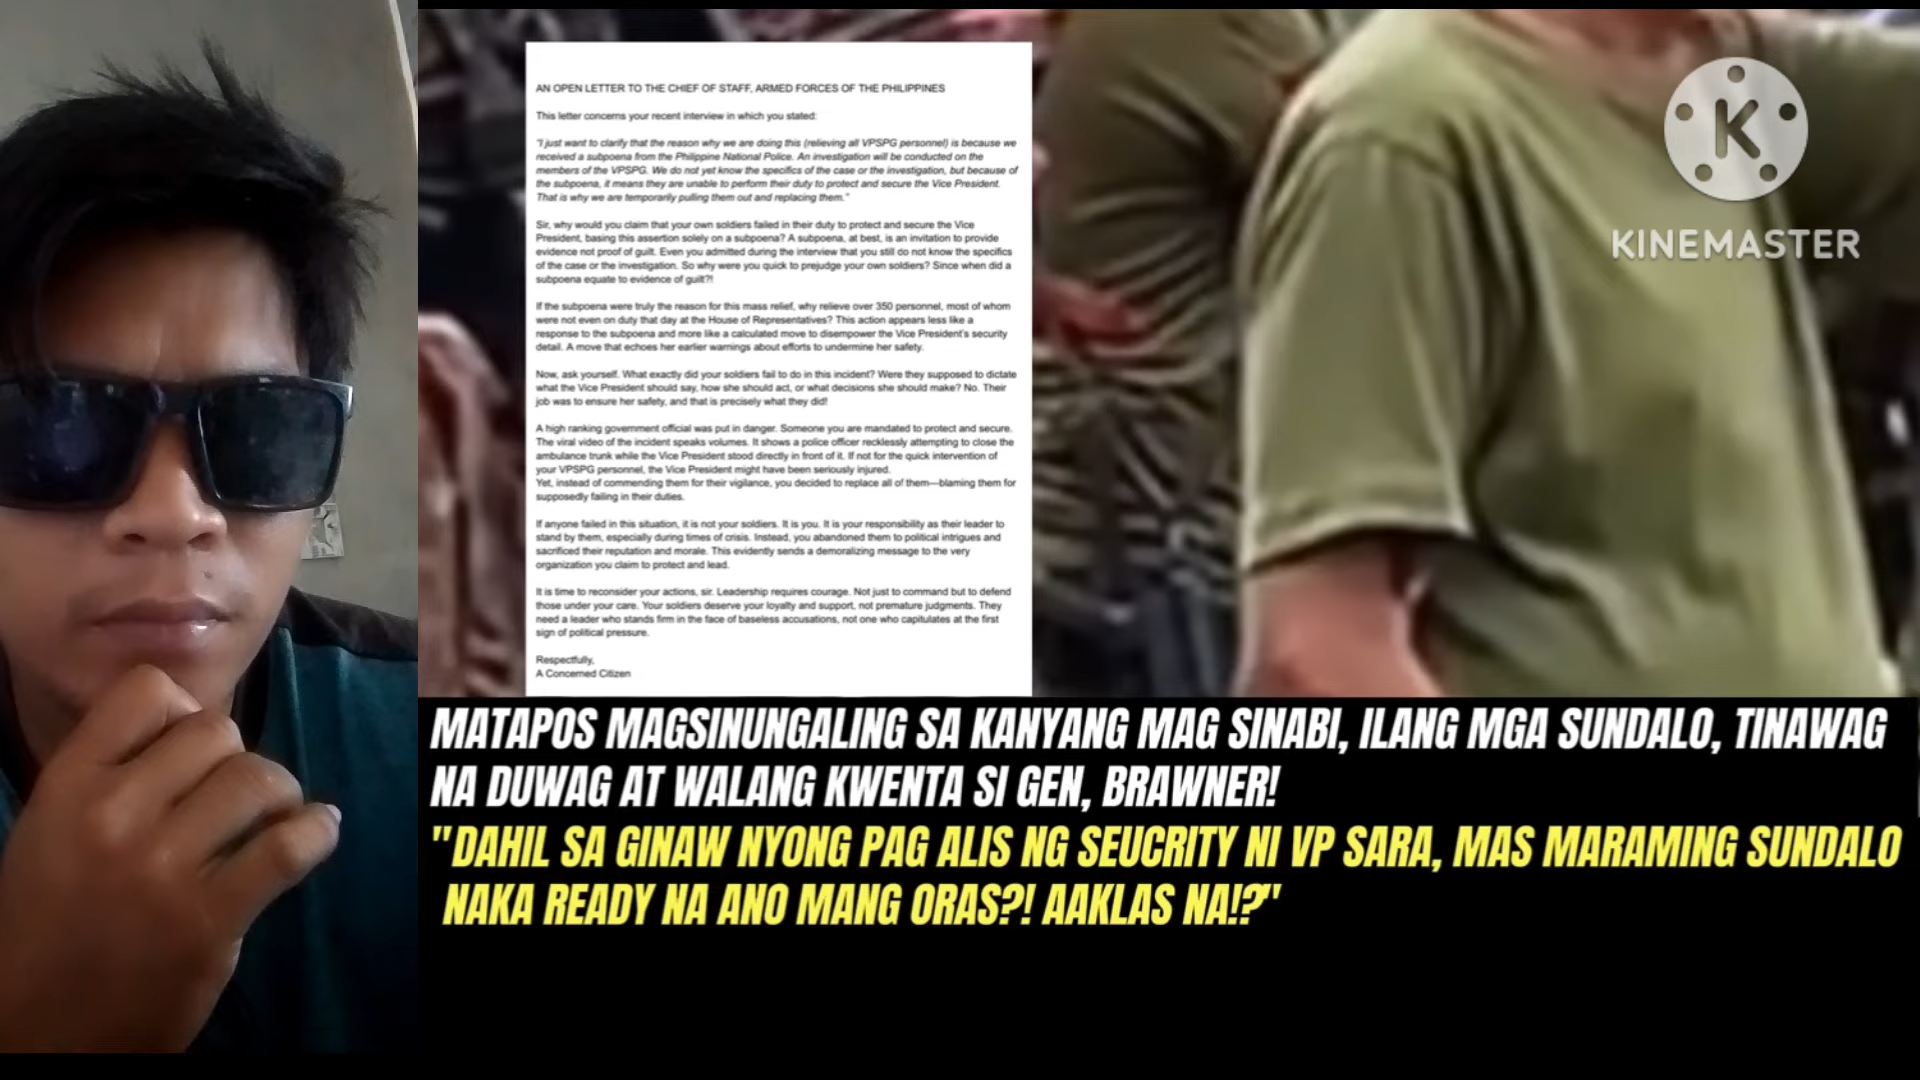 AN OPEN LETTER TO THE CHIEF OF STAFF, ARMED FORCES OF THE PHILIPPINES
This letter concerns your recent interview in which you stated:
"I just want to clarify that the reason why we are doing this (relieving all VPSPG personnel) is because we
received a subpoena from the Philippine National Police. An investigation will be conducted on the
members of the VPSPG. We do not yet know the specifics of the case or the investigation, but because of
the subpoena, it means they are unable to perform their duty to protect and secure the Vice President.
That is why we are temporarily pulling them out and replacing them."
Sir, why would you claim that your own soldiers failed in their duty to protect and secure the Vice
President, basing this assertion solely on a subpoena? A subpoena, at best, is an invitation to provide
evidence not proof of guilt. Even you admitted during the interview that you still do not know the specifics
of the case or the investigation. So why were you quick to prejudge your own soldiers? Since when did a
subpoena equate to evidence of guilt?!
If the subpoena were truly the reason for this mass relief, why relieve over 350 personnel, most of whom
were not even on duty that day at the House of Representatives? This action appears less like a
response to the subpoena and more like a calculated move to disempower the Vice President's security
detail. A move that echoes her earlier warnings about efforts to undermine her safety.
Now, ask yourself. What exactly did your soldiers fail to do in this incident? Were they supposed to dictate
what the Vice President should say, how she should act, or what decisions she should make? No. Their
job was to ensure her safety, and that is precisely what they did!
A high ranking government official was put in danger. Someone you are mandated to protect and secure.
The viral video of the incident speaks volumes. It shows a police officer recklessly attempting to close the
ambulance trunk while the Vice President stood directly in front of it. If not for the quick intervention of
your VPSPG personnel, the Vice President might have been seriously injured.
Yet, instead of commending them for their vigilance, you decided to replace all of them—blaming them for
supposedly failing in their duties.
If anyone failed in this situation, it is not your soldiers. It is you. It is your responsibility as their leader to
stand by them, especially during times of crisis. Instead, you abandoned them to political intrigues and
sacrificed their reputation and morale. This evidently sends a demoralizing message to the very
organization you claim to protect and lead.
It is time to reconsider your actions, sir. Leadership requires courage. Not just to command but to defend
those under your care. Your soldiers deserve your loyalty and support, not premature judgments. They
need a leader who stands firm in the face of baseless accusations, not one who capitulates at the first
sign of political pressure.
Respectfully,
A Concerned Citizen
K
KINEMASTER
MATAPOS MAGSINUNGALING SA KANYANG MAG SINABI, ILANG MGA SUNDALO, TINAWAG
NA DUWAG AT WALANG KWENTA SI GEN, BRAWNER!
"DAHIL SA GINAW NYONG PAG ALIS NG SEUCRITY NI VP SARA, MAS MARAMING SUNDALO
NAKA READY NA ANO MANG ORAS?! AAKLAS NA!?"